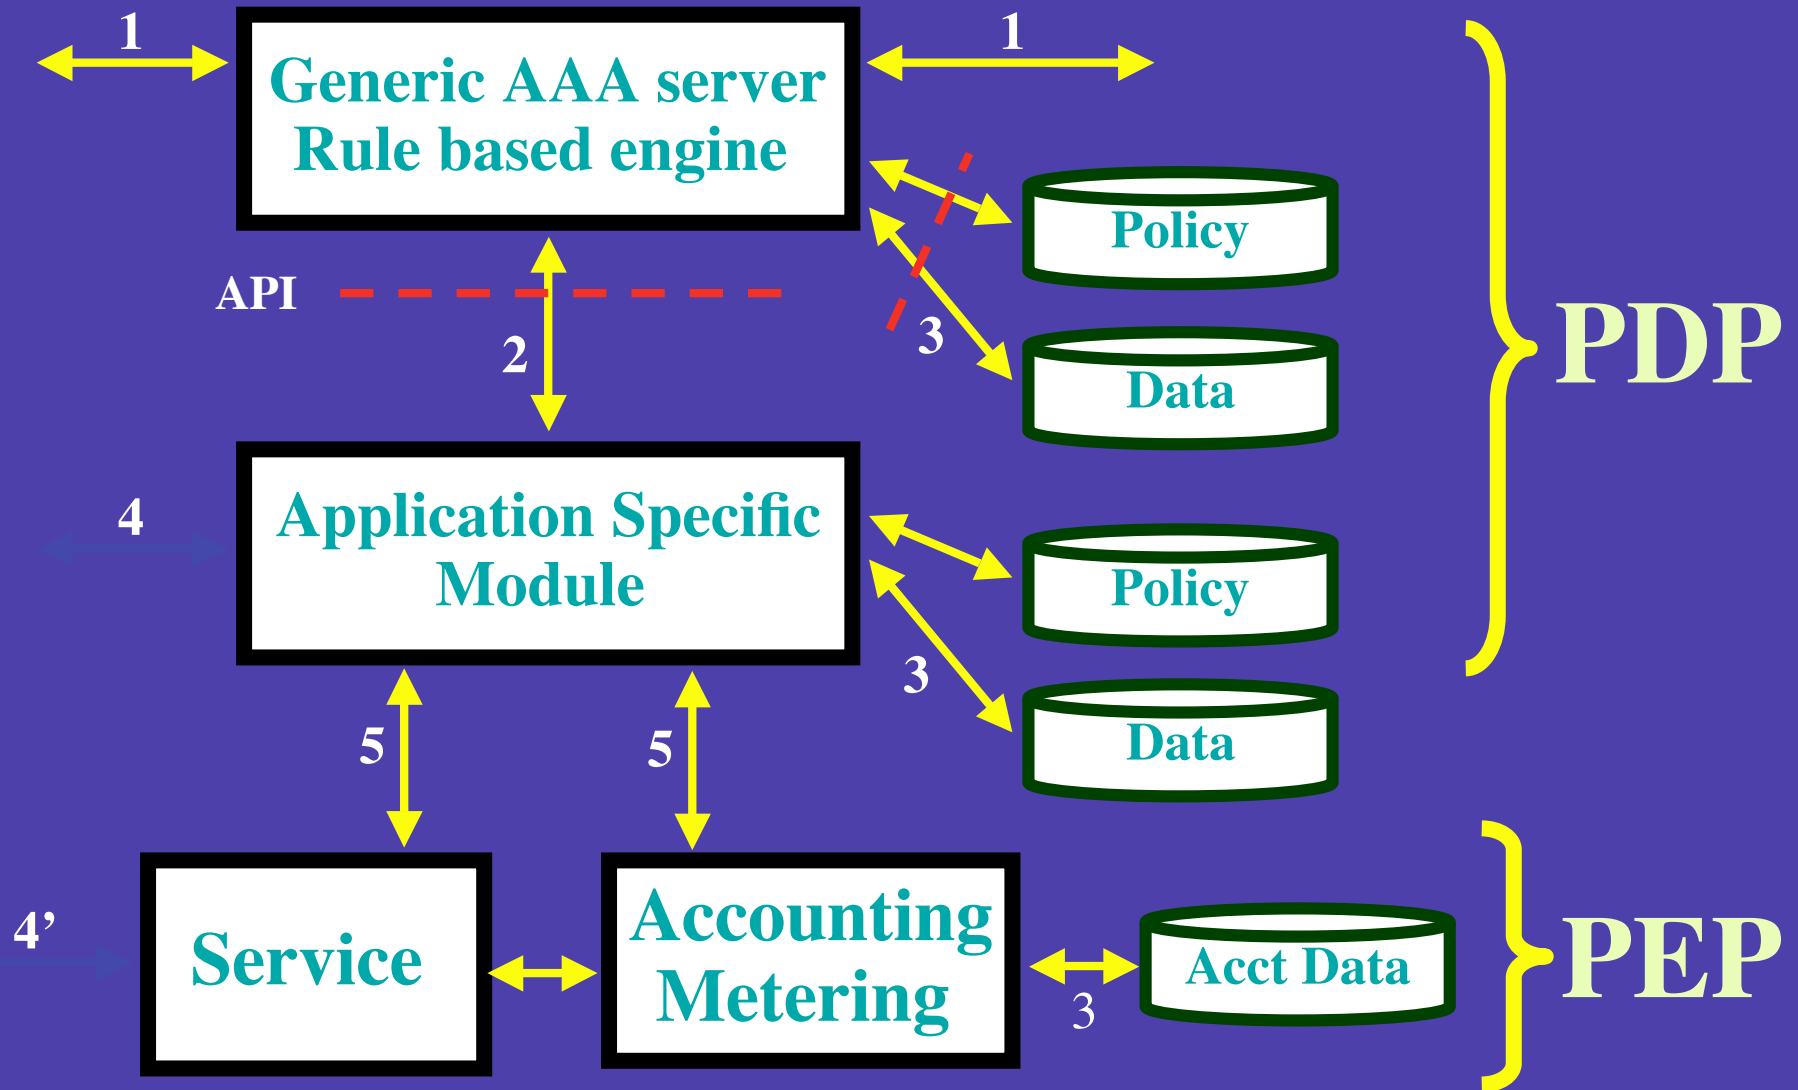 1
1
Generic AAA server
Rule based engine
Policy
API
3
2
Data
PDP
4
Application Specific
Module
Policy
3
Data
5
5
4’
Service
Accounting
Metering
Acct Data
3
PEP